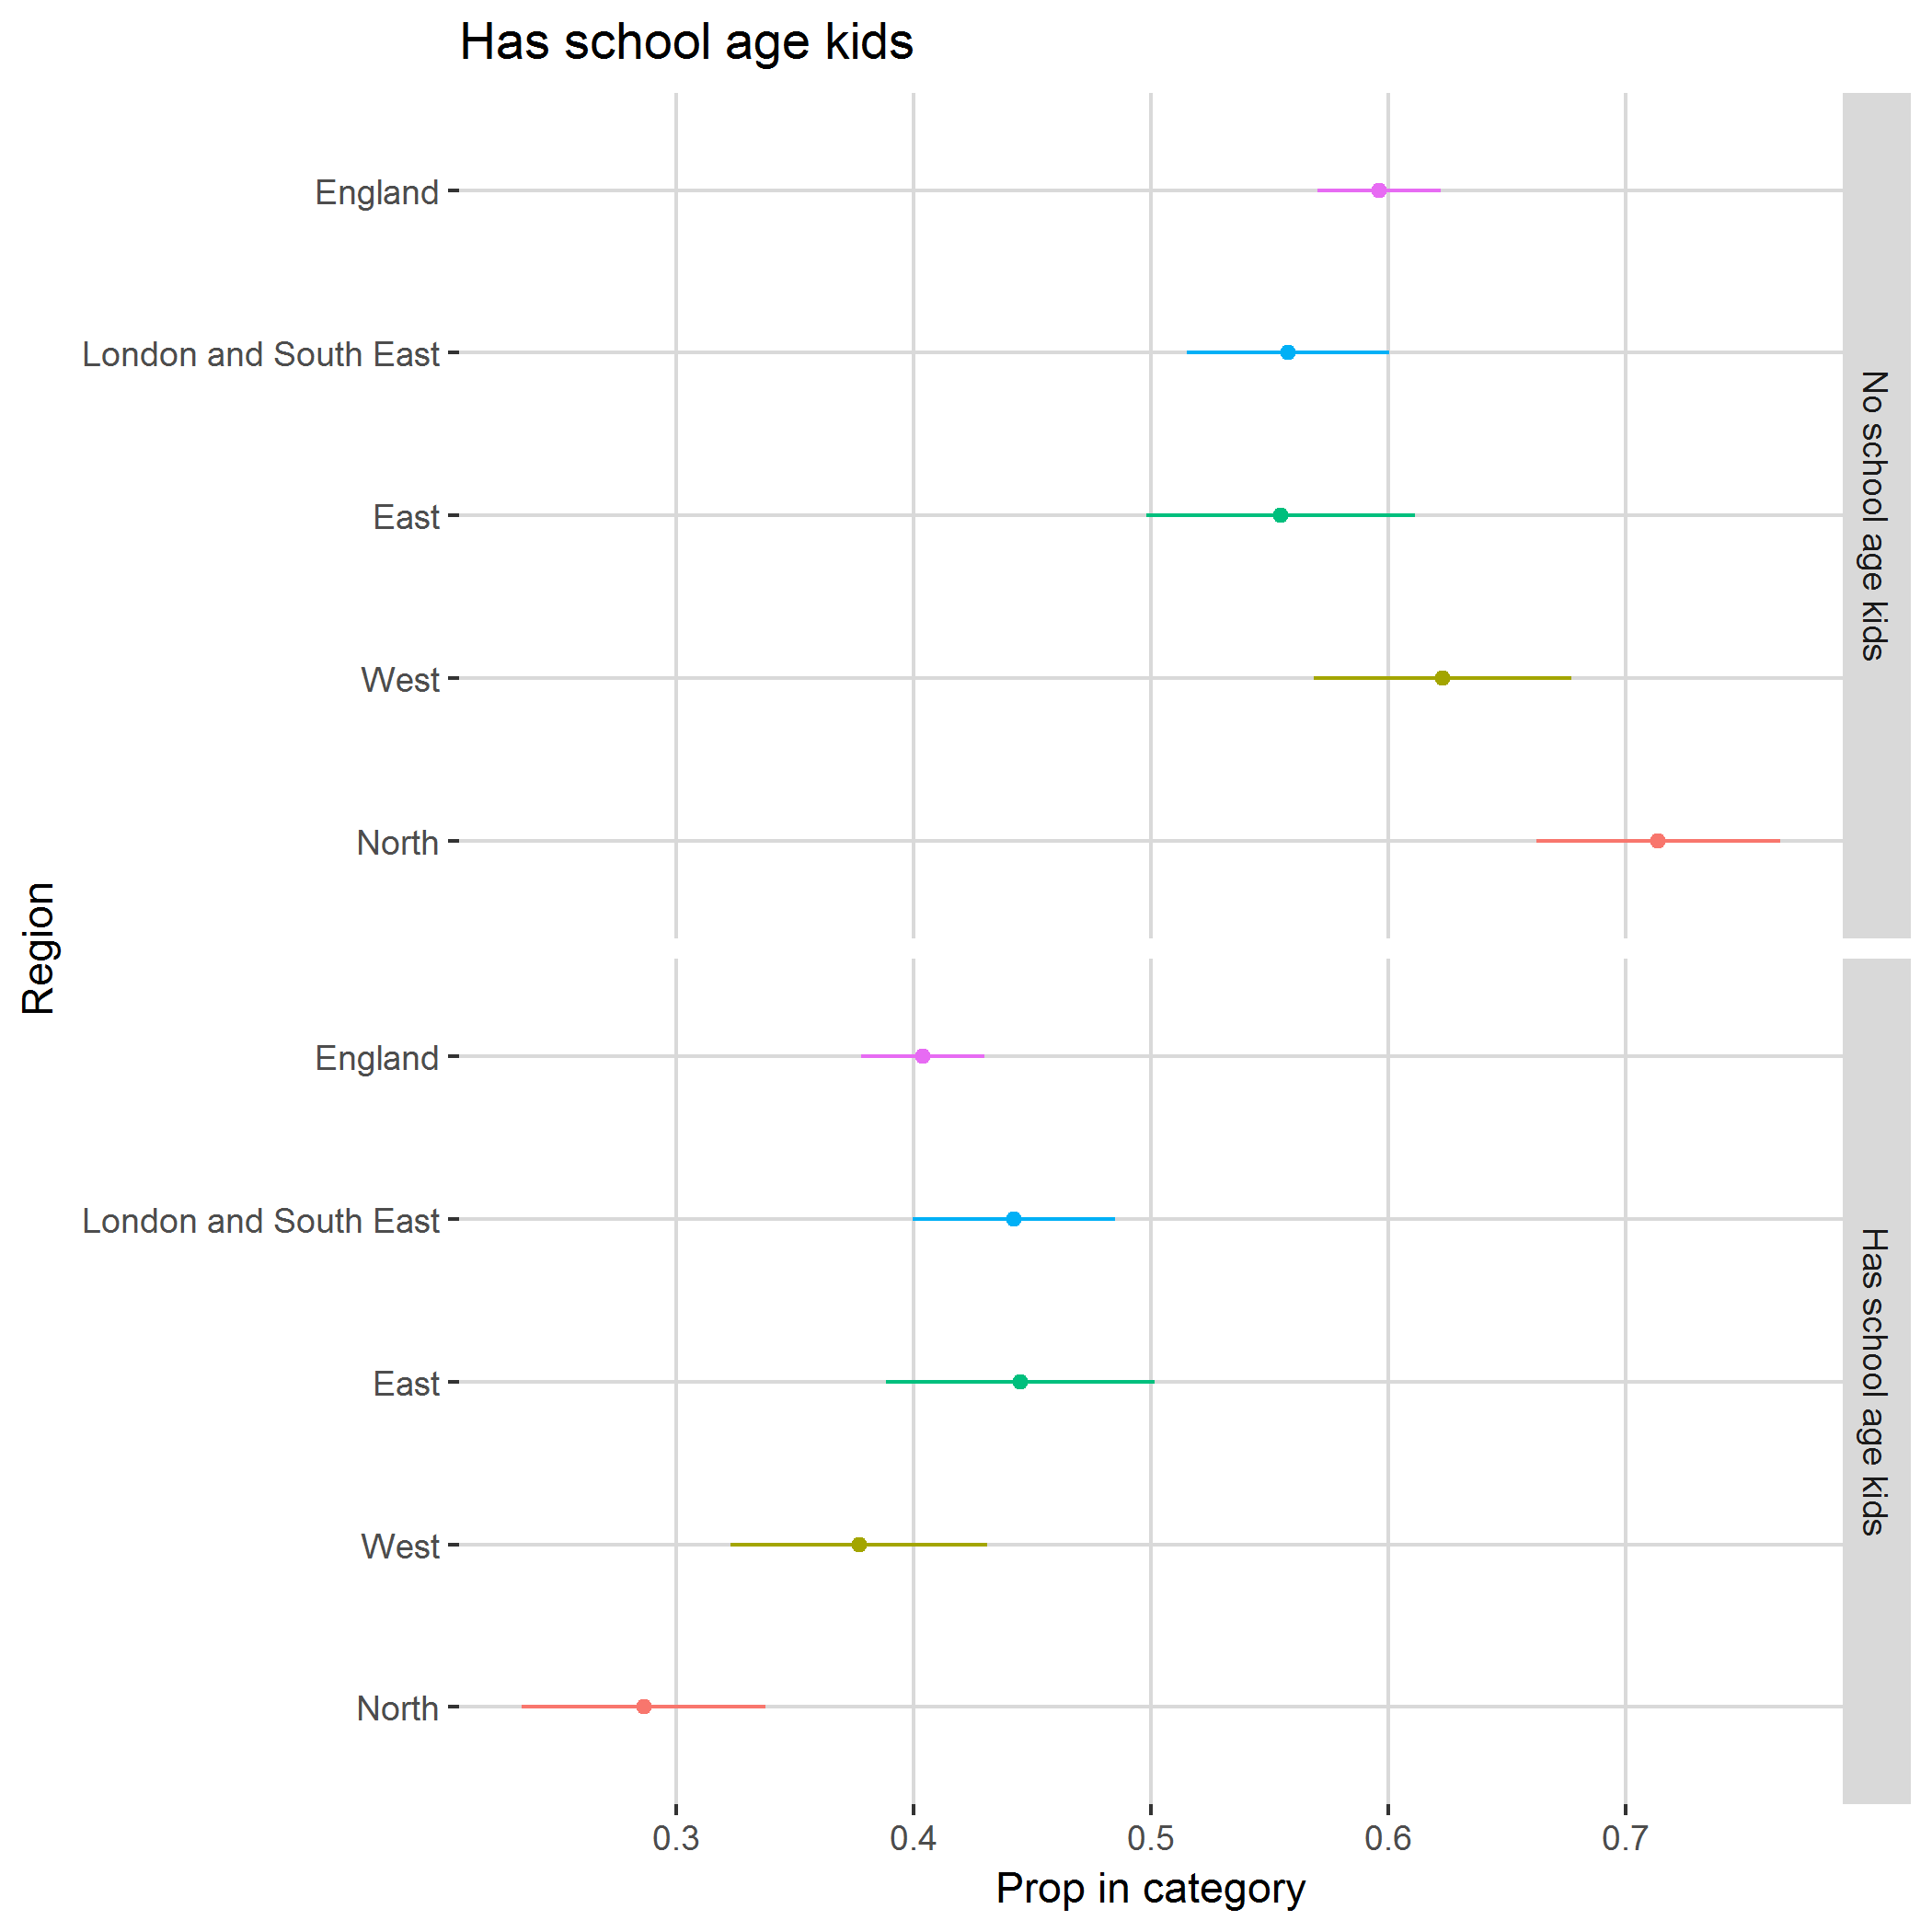 Has school age kids
Region
England
London and South East
East
West
North
No school age kids
England
London and South East
East
West
North
Has school age kids
0.3 0.4 0.5 0.6 0.7
Prop in category